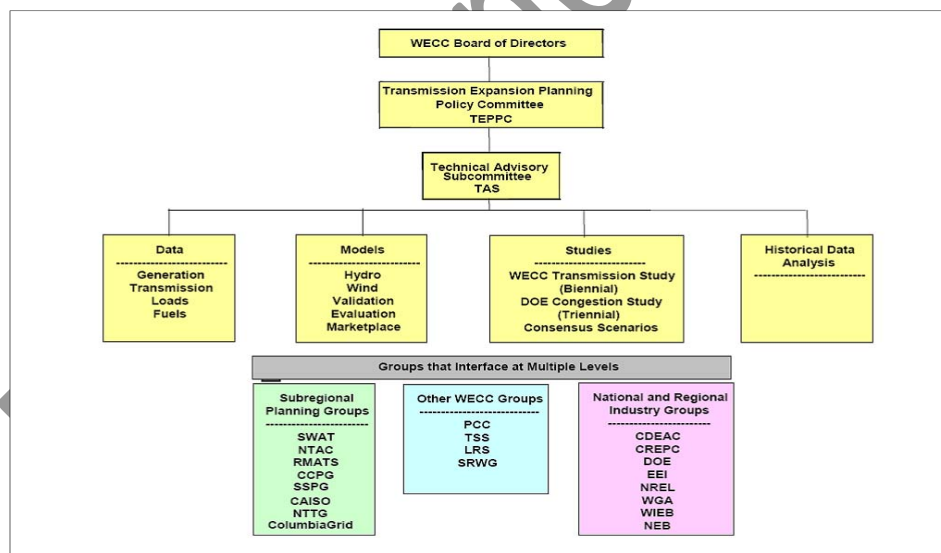 WECC Board of Directors
Transmission Expansion Planning
Policy Committee
TEPPC
Technical Advisory
Subcommittee
TAS
Data
-------------------------
Generation
Transmission
Loads
Fuels
Models
-------------------------
Hydro
Wind
Validation
Evaluation
Marketplace
Studies
-------------------------
WECC Transmission Study
(Biennial)
DOE Congestion Study
(Triennial)
Consensus Scenarios
Historical Data
Analysis
-------------------------
Groups that Interface at Multiple Levels
Subregional
Planning Groups
-------------------------
SWAT
NTAC
RMATS
CCPG
SSPG
CAISO
NTTG
ColumbiaGrid
Other WECC Groups
-------------------------
PCC
TSS
LRS
SRWG
National and Regional
Industry Groups
-------------------------
CDEAC
CREPC
DOE
EEI
NREL
WGA
WIEB
NEB